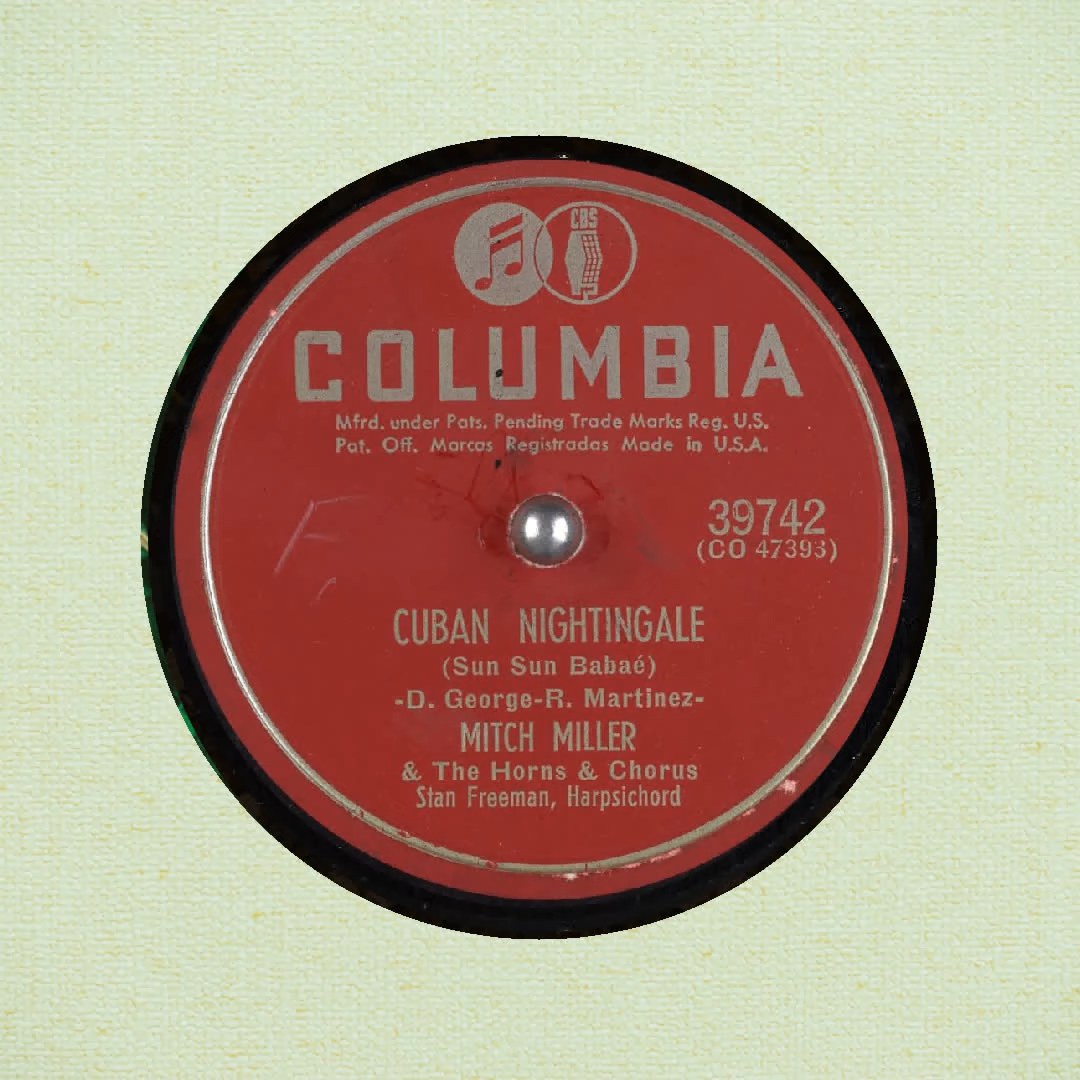 CBS
COLUMBIA
Mfrd. under Pats. Pending Trade Marks Reg. U.S.
Pat. Off. Marcas Registradas Made in U.S.A.
39742
(CO 47393)
CUBAN NIGHTINGALE
(Sun Sun Babaé)
-D. George-R. Martinez-
MITCH MILLER
& The Horns & Chorus
Stan Freeman, Harpsichord